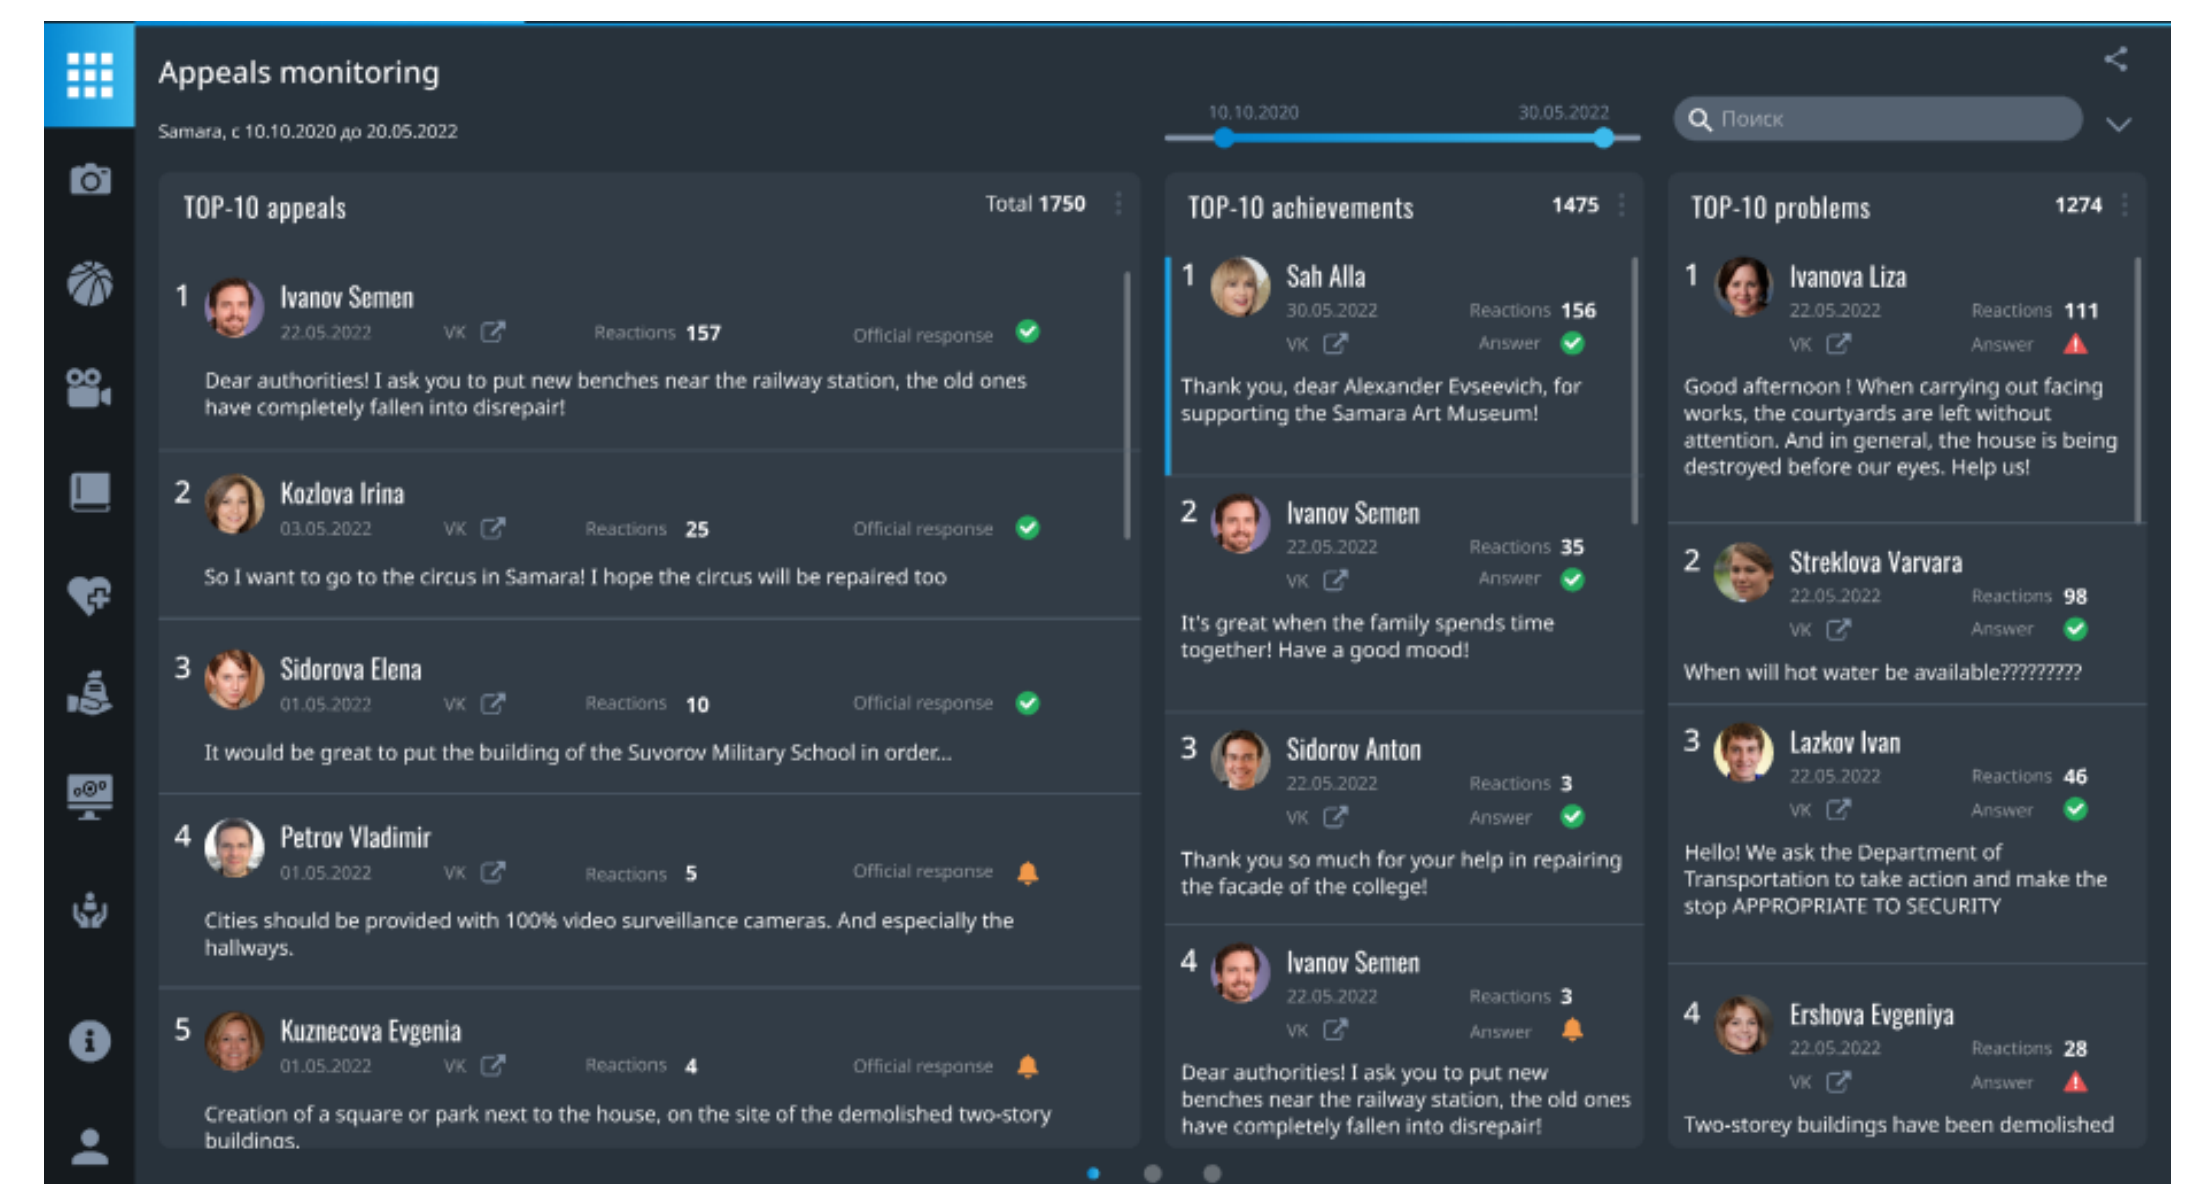 Appeals monitoring
Samara, с 10.10.2020 до 20.05.2022
10.10.2020 30.05.2022
Поиск
TOP-10 appeals Total 1750
1 Ivanov Semen
22.05.2022 VK Reactions 157 Official response
Dear authorities! I ask you to put new benches near the railway station, the old ones
have completely fallen into disrepair!
2 Kozlova Irina
03.05.2022 VK Reactions 25 Official response
So I want to go to the circus in Samara! I hope the circus will be repaired too
3 Sidorova Elena
01.05.2022 VK Reactions 10 Official response
It would be great to put the building of the Suvorov Military School in order...
4 Petrov Vladimir
01.05.2022 VK Reactions 5 Official response
Cities should be provided with 100% video surveillance cameras. And especially the
hallways.
5 Kuznecova Evgenia
01.05.2022 VK Reactions 4 Official response
Creation of a square or park next to the house, on the site of the demolished two-story
buildings.
TOP-10 achievements 1475
1 Sah Alla
30.05.2022 Reactions 156
VK Answer
Thank you, dear Alexander Evseevich, for
supporting the Samara Art Museum!
2 Ivanov Semen
22.05.2022 Reactions 35
VK Answer
It's great when the family spends time
together! Have a good mood!
3 Sidorov Anton
22.05.2022 Reactions 3
VK Answer
Thank you so much for your help in repairing
the facade of the college!
4 Ivanov Semen
22.05.2022 Reactions 3
VK Answer
Dear authorities! I ask you to put new
benches near the railway station, the old ones
have completely fallen into disrepair!
TOP-10 problems 1274
1 Ivanova Liza
22.05.2022 Reactions 111
VK Answer
Good afternoon ! When carrying out facing
works, the courtyards are left without
attention. And in general, the house is being
destroyed before our eyes. Help us!
2 Streklova Varvara
22.05.2022 Reactions 98
VK Answer
When will hot water be available?????????
3 Lazkov Ivan
22.05.2022 Reactions 46
VK Answer
Hello! We ask the Department of
Transportation to take action and make the
stop APPROPRIATE TO SECURITY
4 Ershova Evgeniya
22.05.2022 Reactions 28
VK Answer
Two-storey buildings have been demolished